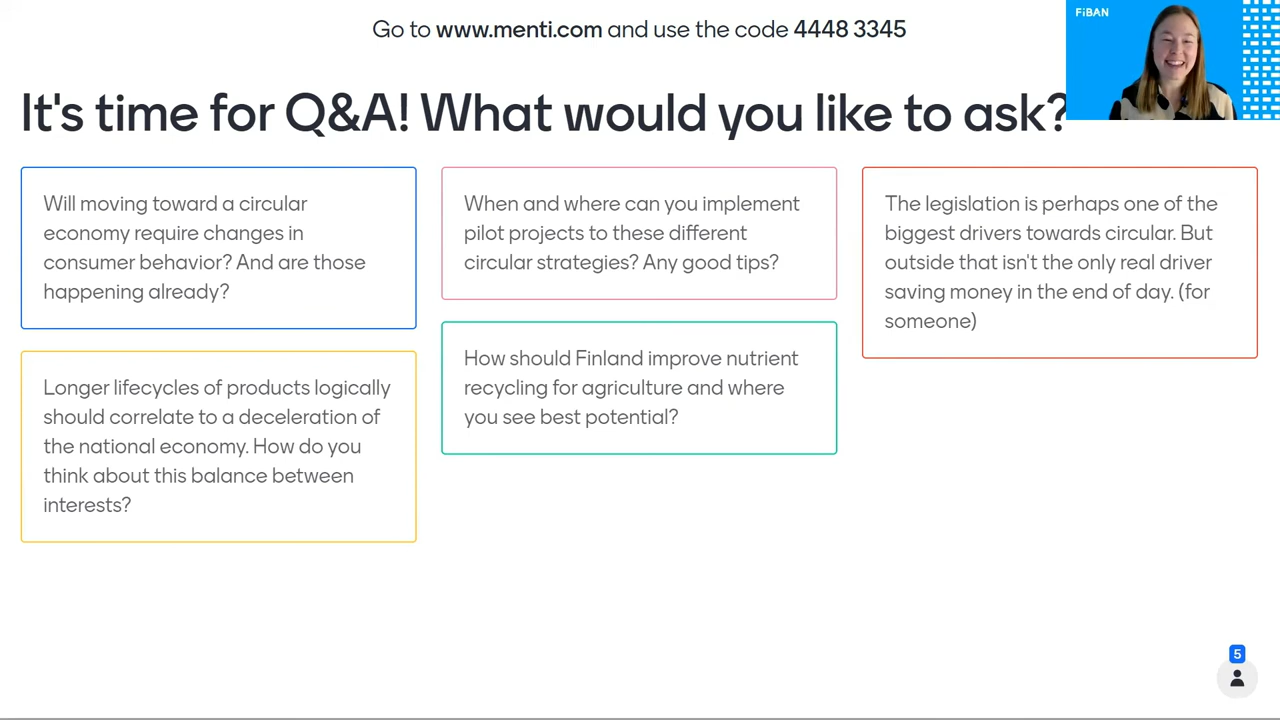 Go to www.menti.com and use the code 4448 3345
FiBAN
It's time for Q&A! What would you like to ask?
Will moving toward a circular
economy require changes in
consumer behavior? And are those
happening already?
When and where can you implement
pilot projects to these different
circular strategies? Any good tips?
The legislation is perhaps one of the
biggest drivers towards circular. But
outside that isn't the only real driver
saving money in the end of day. (for
someone)
Longer lifecycles of products logically
should correlate to a deceleration of
the national economy. How do you
think about this balance between
interests?
How should Finland improve nutrient
recycling for agriculture and where
you see best potential?
5